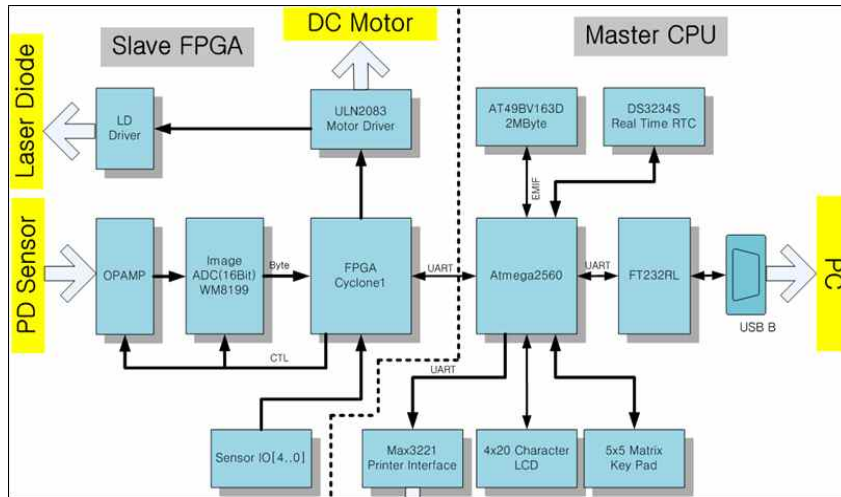 DC Motor
Slave FPGA
Master CPU
Laser Diode
LD
Driver
ULN2083
Motor Driver
AT49BV163D
2MByte
DS3234S
Real Time RTC
EMIF
PD Sensor
OPAMP
Image
ADC(16Bit)
WM8199
Byte
FPGA
Cyclone1
UART
Atmega2560
UART
FT232RL
USB B
PC
CTL
UART
Sensor IO[4..0]
Max3221
Printer Interface
4x20 Character
LCD
5x5 Matrix
Key Pad